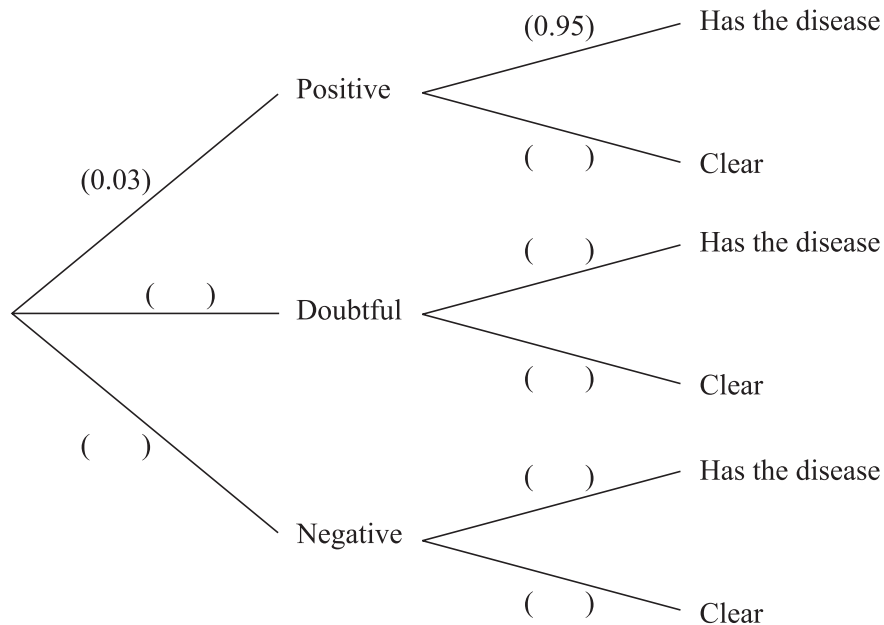 (0.95)
Has the disease
Positive
(0.03)
( )
Clear
( )
Has the disease
( )
Doubtful
( )
Clear
( )
( )
Has the disease
Negative
( )
Clear